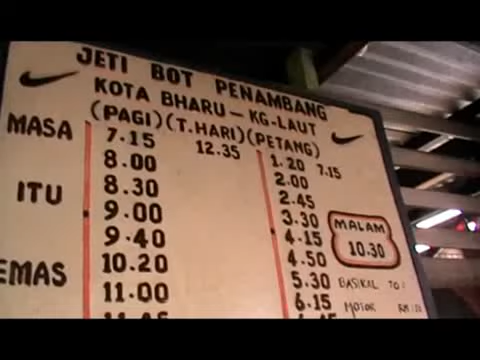 JETI BOT PENAMBANG
KOTA BHARU – KG-LAUT
(PAGI) (T.HARI) (PETANG)
MASA
ITU
EMAS
7.15
8.00
8.30
9.00
9.40
10.20
11.00
12.35
1.20 7.15
2.00
2.45
3.30
4.15
4.50
5.30
6.15
MALAM
10.30
BASIKAL
MOTOR